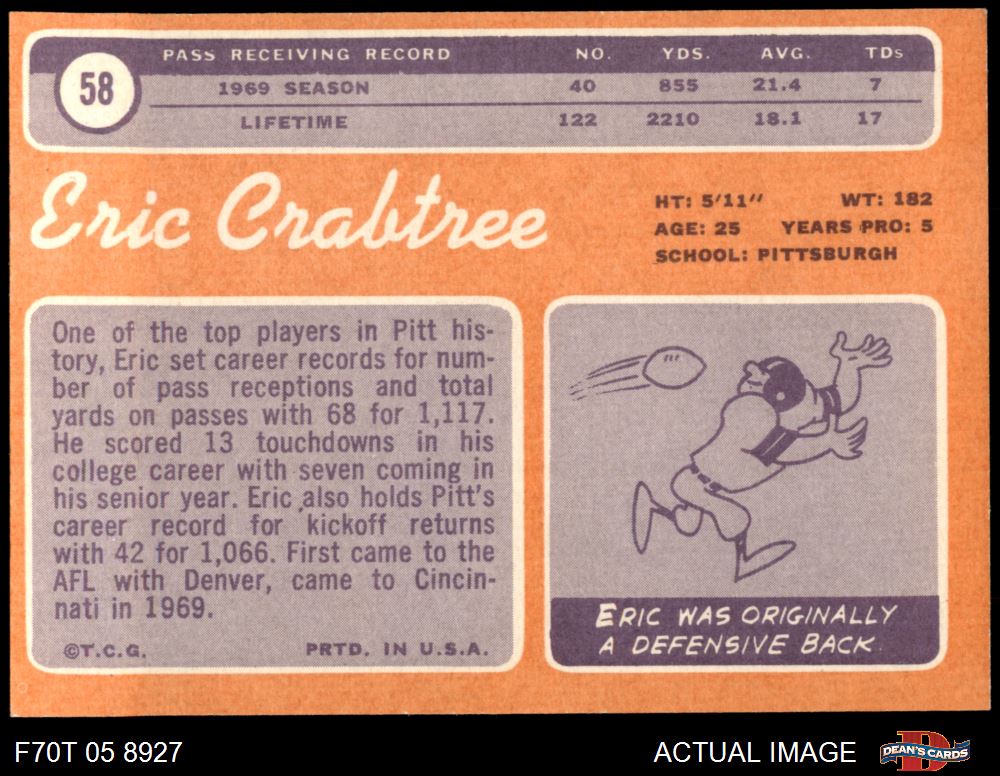 58
PASS RECEIVING RECORD NO. YDS. AVG. TDs
1969 SEASON 40 855 21.4 7
LIFETIME 122 2210 18.1 17
Eric Crabtree
HT: 5'11" WT: 182
AGE: 25 YEARS PRO: 5
SCHOOL: PITTSBURGH
One of the top players in Pitt his-
tory, Eric set career records for num-
ber of pass receptions and total
yards on passes with 68 for 1,117.
He scored 13 touchdowns in his
college career with seven coming in
his senior year. Eric also holds Pitt's
career record for kickoff returns
with 42 for 1,066. First came to the
AFL with Denver, came to Cincin-
nati in 1969.
©T.C.G. PRTD. IN U.S.A.
ERIC WAS ORIGINALLY
A DEFENSIVE BACK
F70T 05 8927 ACTUAL IMAGE
D
DEAN'S CARDS